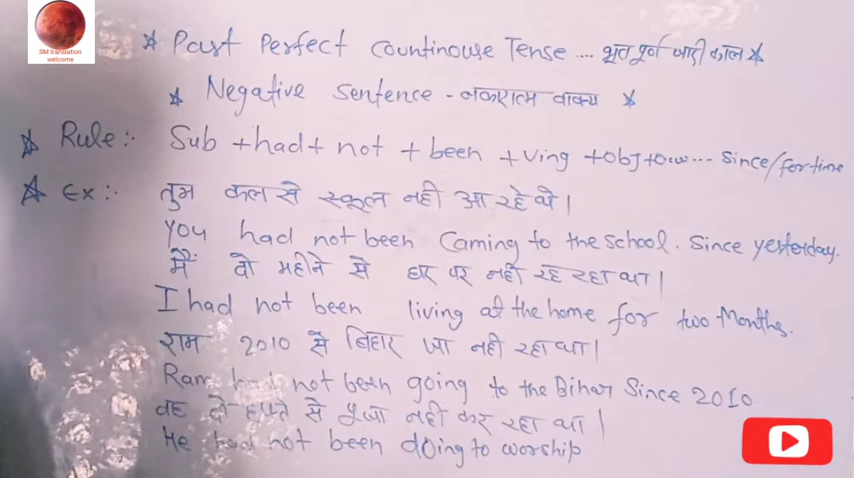 SM translation
welcome
★ Past Perfect Countinouse Tense .... भूतपूर्ण जारी काल ★
★ Negative Sentence - नकारात्म वाक्य ★
★ Rule:- Sub + had + not + been + Ving + obj + o.w... Since/for time
★ Ex:- तुम कल से स्कूल नही आ रहे थे।
You had not been Caming to the school. Since yesterday.
मैं दो महीने से घर पर नही रह रहा था।
I had not been living at the home for two Months.
राम 2010 से बिहार जा नही रहा था।
Ram had not been going to the Bihar Since 2010
वह दो हफ्ते से पूजा नही कर रहा था।
He had not been doing to worship